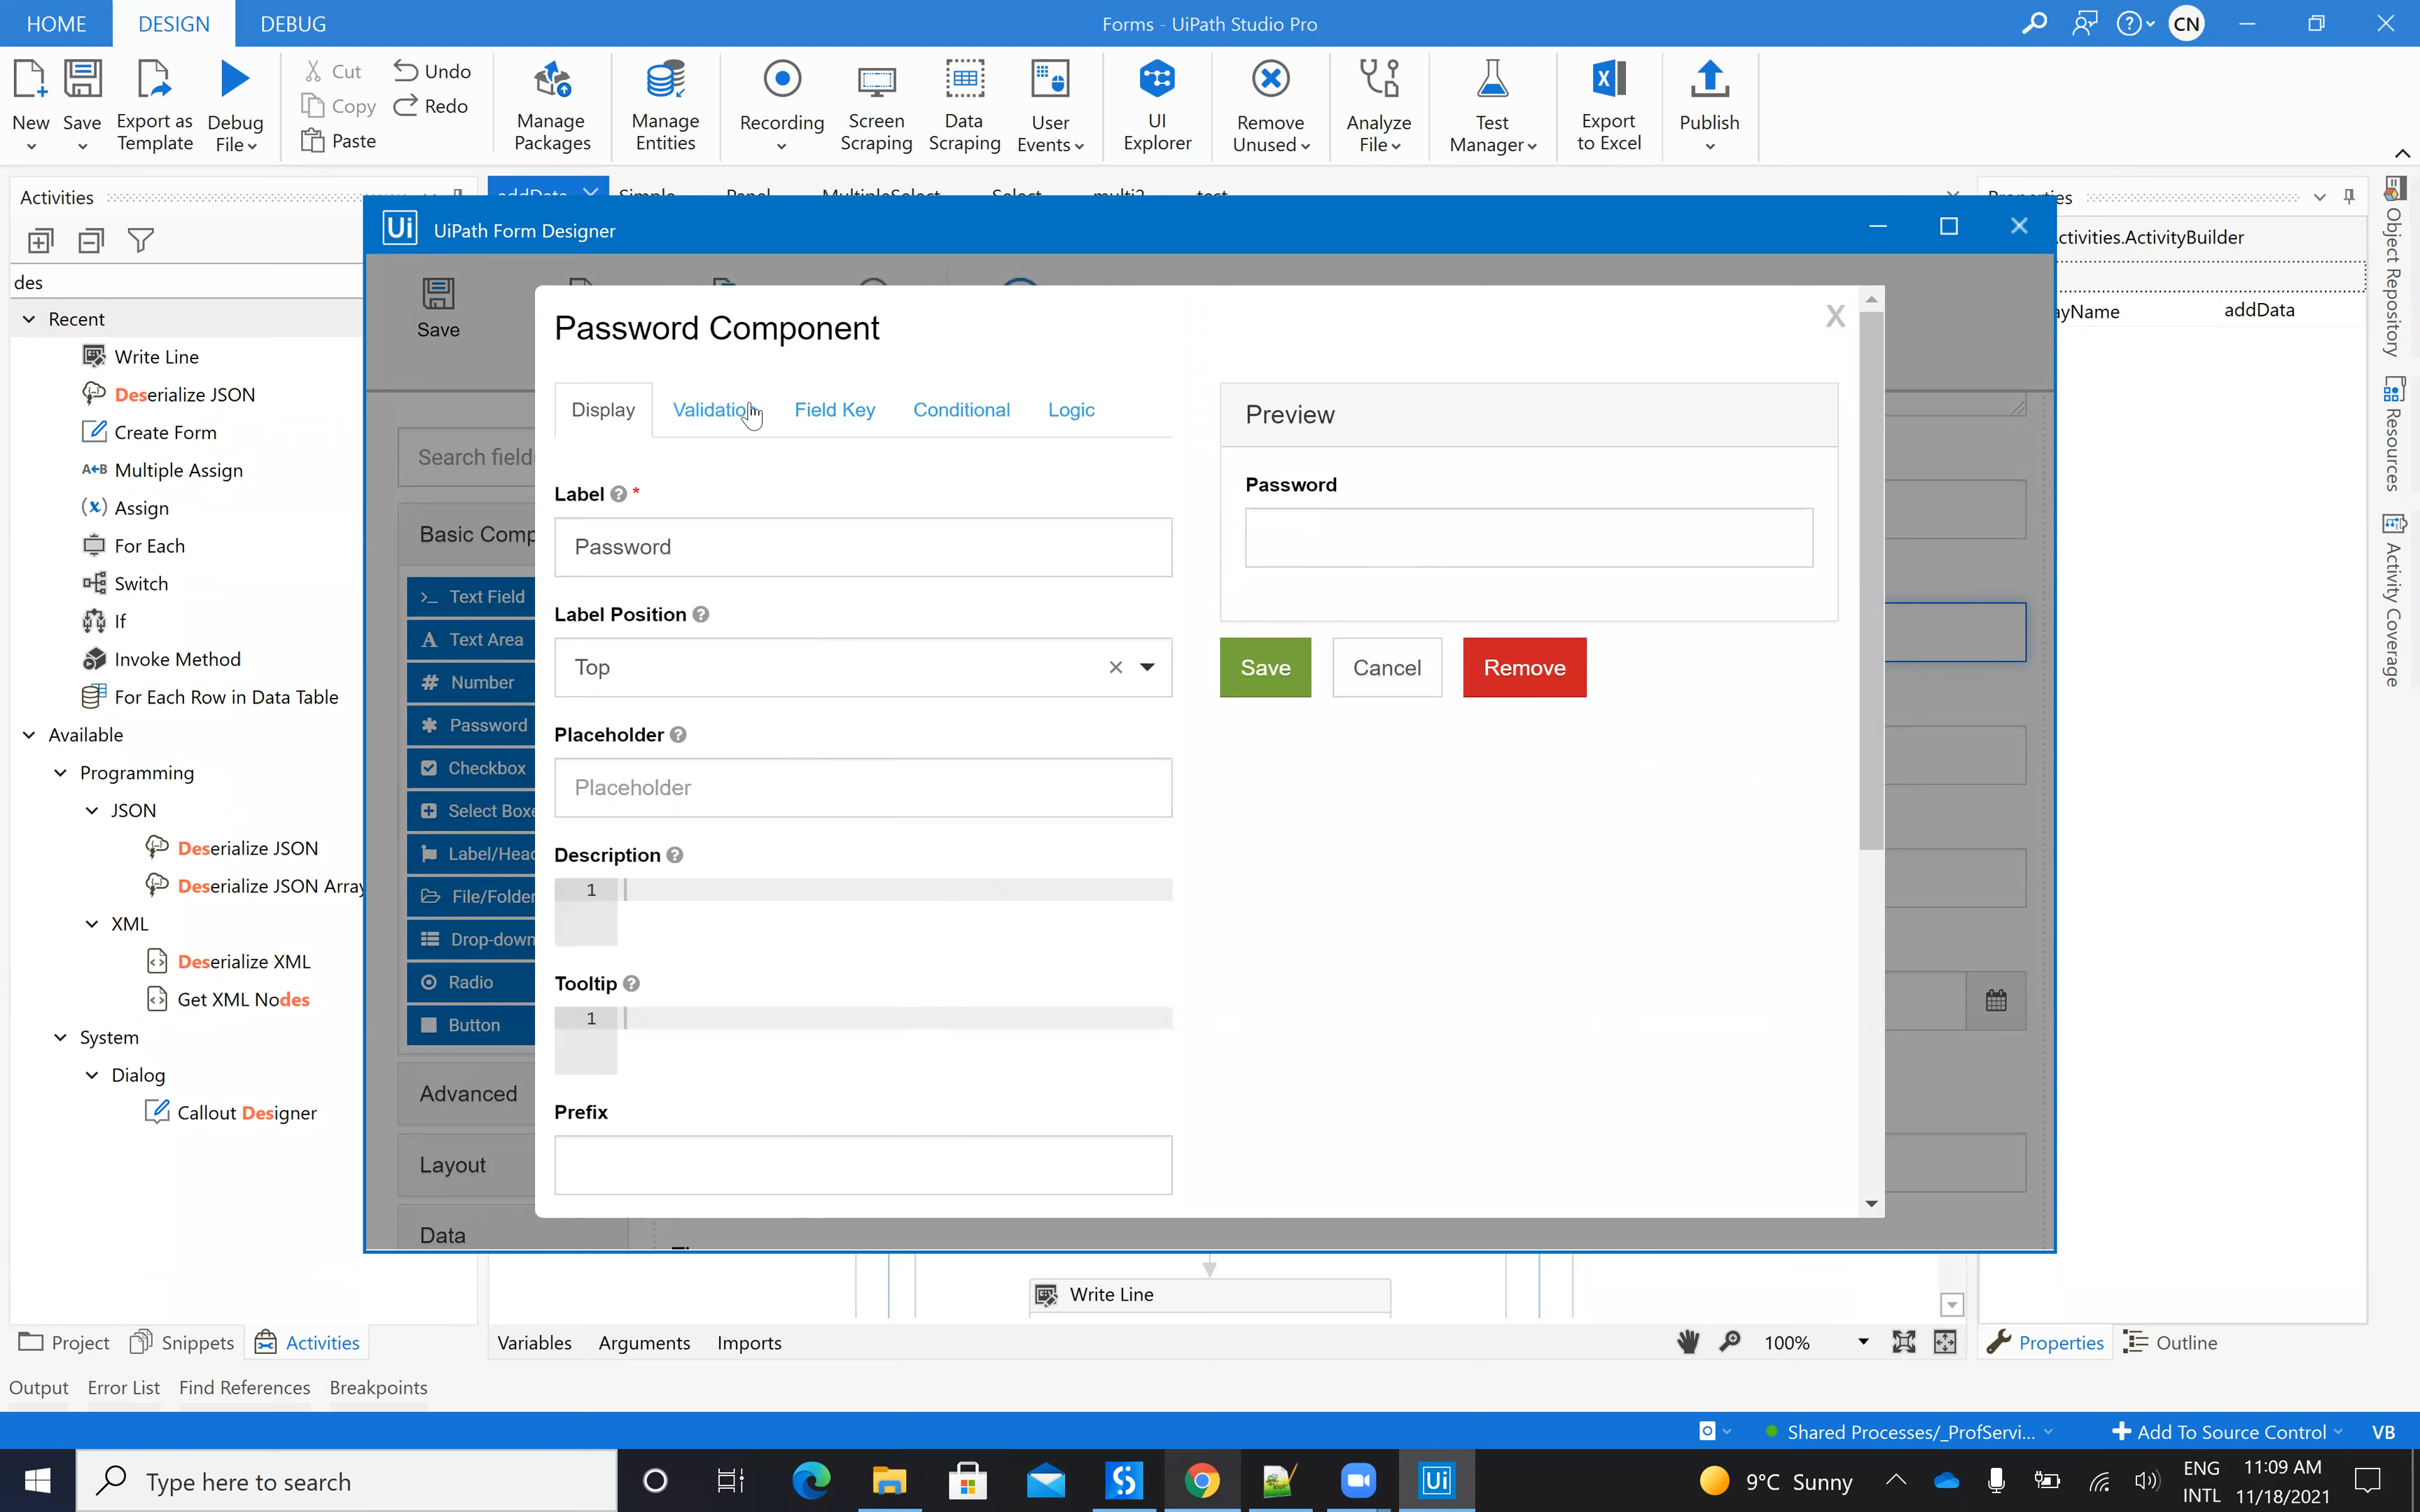 HOME DESIGN DEBUG
Forms - UiPath Studio Pro
CN
New Save Export as Template Debug File
Cut Undo
Copy Redo
Paste
Manage Packages
Manage Entities
Recording
Screen Scraping
Data Scraping
User Events
UI Explorer
Remove Unused
Analyze File
Test Manager
Export to Excel
Publish
Activities
des
Recent
Write Line
Deserialize JSON
Create Form
Multiple Assign
Assign
For Each
Switch
If
Invoke Method
For Each Row in Data Table
Available
Programming
JSON
Deserialize JSON
Deserialize JSON Array
XML
Deserialize XML
Get XML Nodes
System
Dialog
Callout Designer
addData Simple Panel MultipleSelect Select multi2 test
UiPath Form Designer
Save
Search field
Basic Comp
Text Field
Text Area
Number
Password
Checkbox
Select Boxe
Label/Head
File/Folder
Drop-down
Radio
Button
Advanced
Layout
Data
Password Component
X
Display Validation Field Key Conditional Logic
Label *
Password
Label Position
Top
Placeholder
Placeholder
Description
1
Tooltip
1
Prefix
Preview
Password
Save Cancel Remove
Write Line
ctivities.ActivityBuilder
ayName addData
Object Repository
Resources
Activity Coverage
Project Snippets Activities
Variables Arguments Imports
100%
Properties Outline
Output Error List Find References Breakpoints
Shared Processes/_ProfServi...
Add To Source Control
VB
Type here to search
Ui
9°C Sunny
ENG
INTL
11:09 AM
11/18/2021